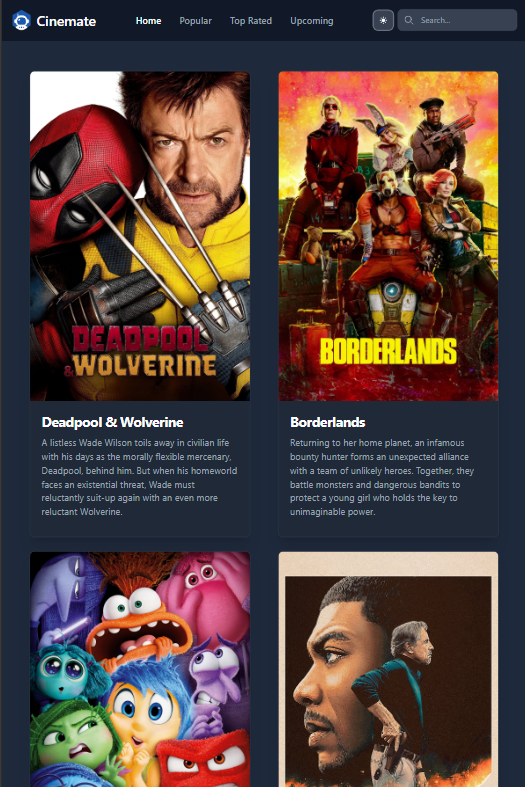 Cinemate
Home
Popular
Top Rated
Upcoming
Search...
DEADPOOL
& WOLVERINE
BORDERLANDS
Deadpool & Wolverine
A listless Wade Wilson toils away in civilian life
with his days as the morally flexible mercenary,
Deadpool, behind him. But when his homeworld
faces an existential threat, Wade must
reluctantly suit-up again with an even more
reluctant Wolverine.
Borderlands
Returning to her home planet, an infamous
bounty hunter forms an unexpected alliance
with a team of unlikely heroes. Together, they
battle monsters and dangerous bandits to
protect a young girl who holds the key to
unimaginable power.